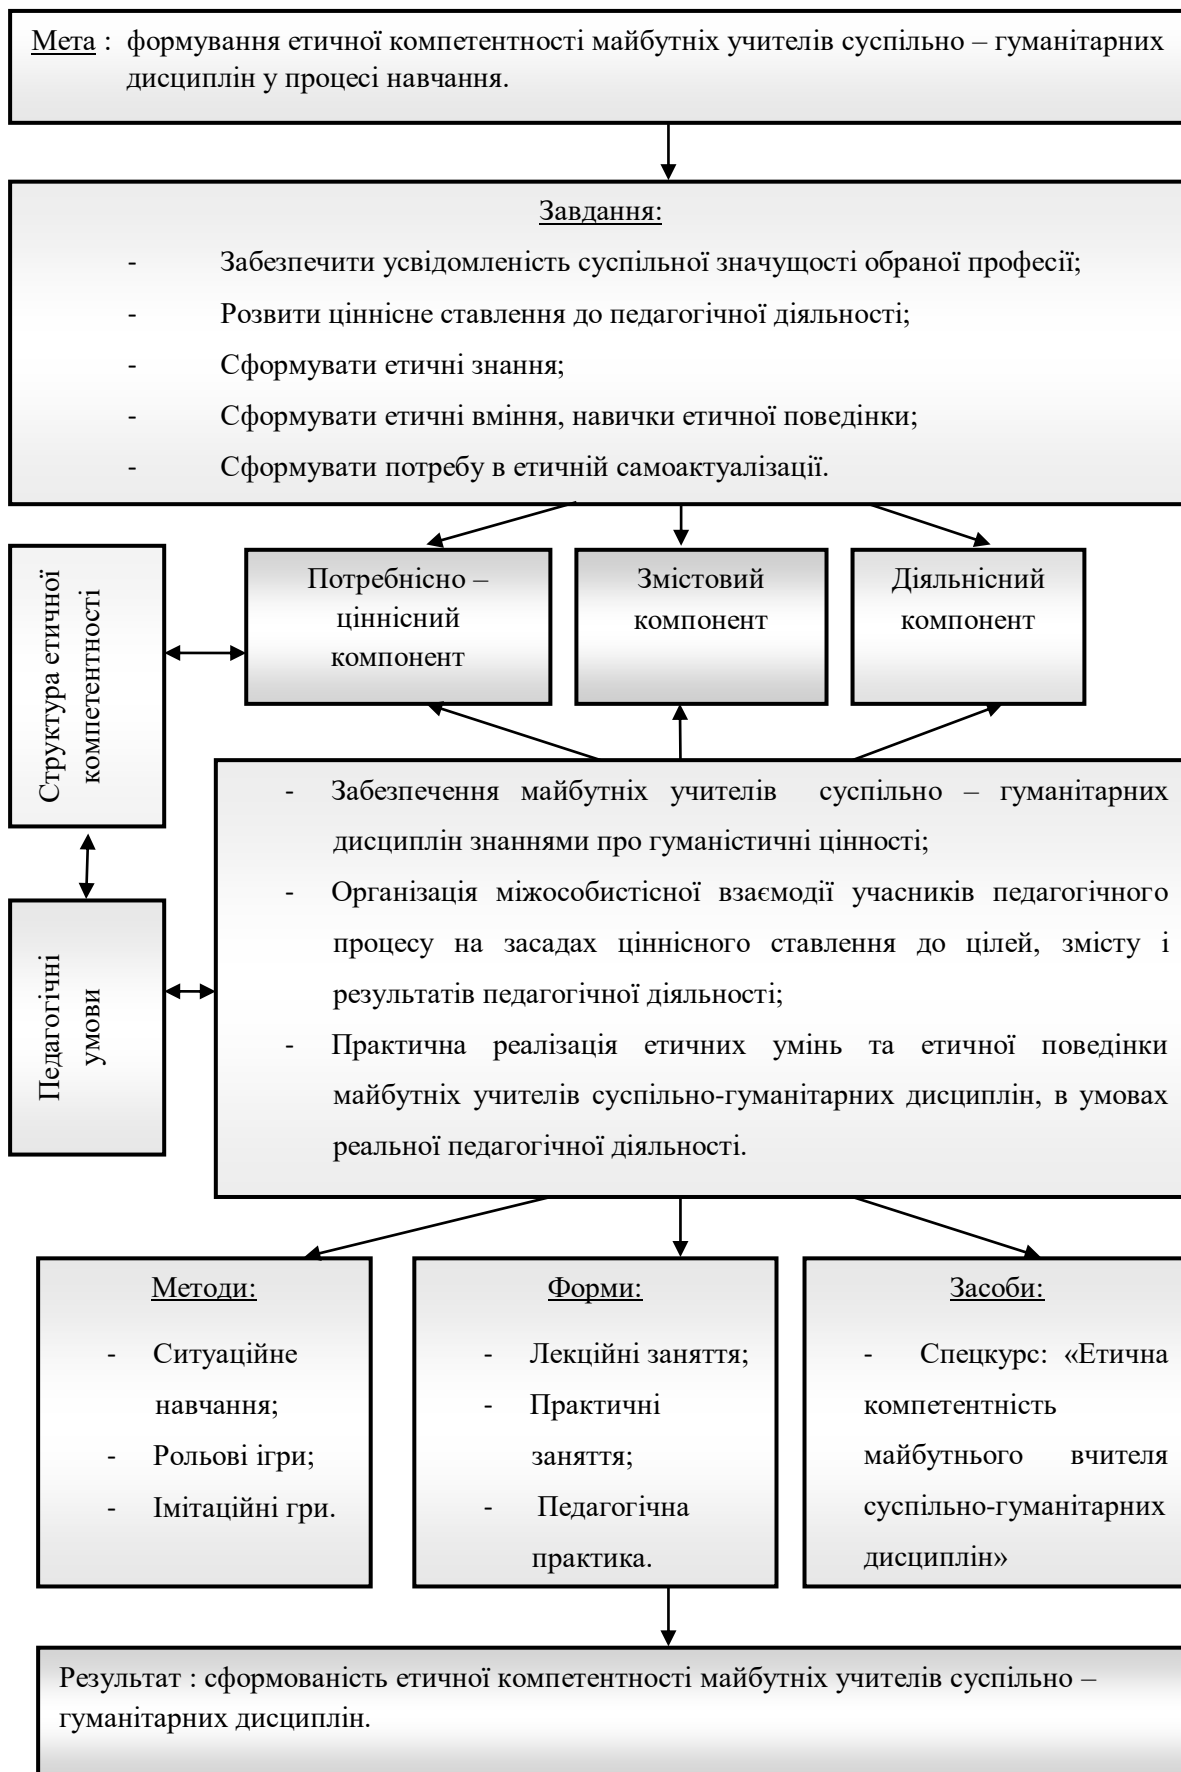 Мета :  формування етичної компетентності майбутніх учителів суспільно – гуманітарних
дисциплін у процесі навчання.
Завдання:
- Забезпечити усвідомленість суспільної значущості обраної професії;
- Розвити ціннісне ставлення до педагогічної діяльності;
- Сформувати етичні знання;
- Сформувати етичні вміння, навички етичної поведінки;
- Сформувати потребу в етичній самоактуалізації.
Структура етичної
компетентності
Потребнісно –
ціннісний
компонент
Змістовий
компонент
Діяльнісний
компонент
Педагогічні
умови
- Забезпечення майбутніх учителів суспільно – гуманітарних
дисциплін знаннями про гуманістичні цінності;
- Організація міжособистісної взаємодії учасників педагогічного
процесу на засадах ціннісного ставлення до цілей, змісту і
результатів педагогічної діяльності;
- Практична реалізація етичних умінь та етичної поведінки
майбутніх учителів суспільно-гуманітарних дисциплін, в умовах
реальної педагогічної діяльності.
Методи:
- Ситуаційне
навчання;
- Рольові ігри;
- Імітаційні гри.
Форми:
- Лекційні заняття;
- Практичні
заняття;
- Педагогічна
практика.
Засоби:
- Спецкурс: «Етична
компетентність
майбутнього вчителя
суспільно-гуманітарних
дисциплін»
Результат : сформованість етичної компетентності майбутніх учителів суспільно –
гуманітарних дисциплін.